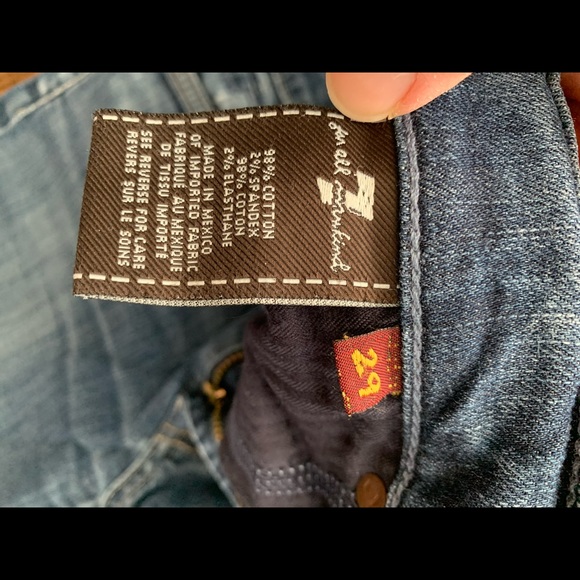 7
for all mankind
98% COTTON
2% SPANDEX
98% COTON
2% ELASTHANE
MADE IN MEXICO
OF IMPORTED FABRIC
FABRIQUE AU MEXIQUE
DE TISSU IMPORTÉ
SEE REVERSE FOR CARE
REVERS SUR LE SOINS
29